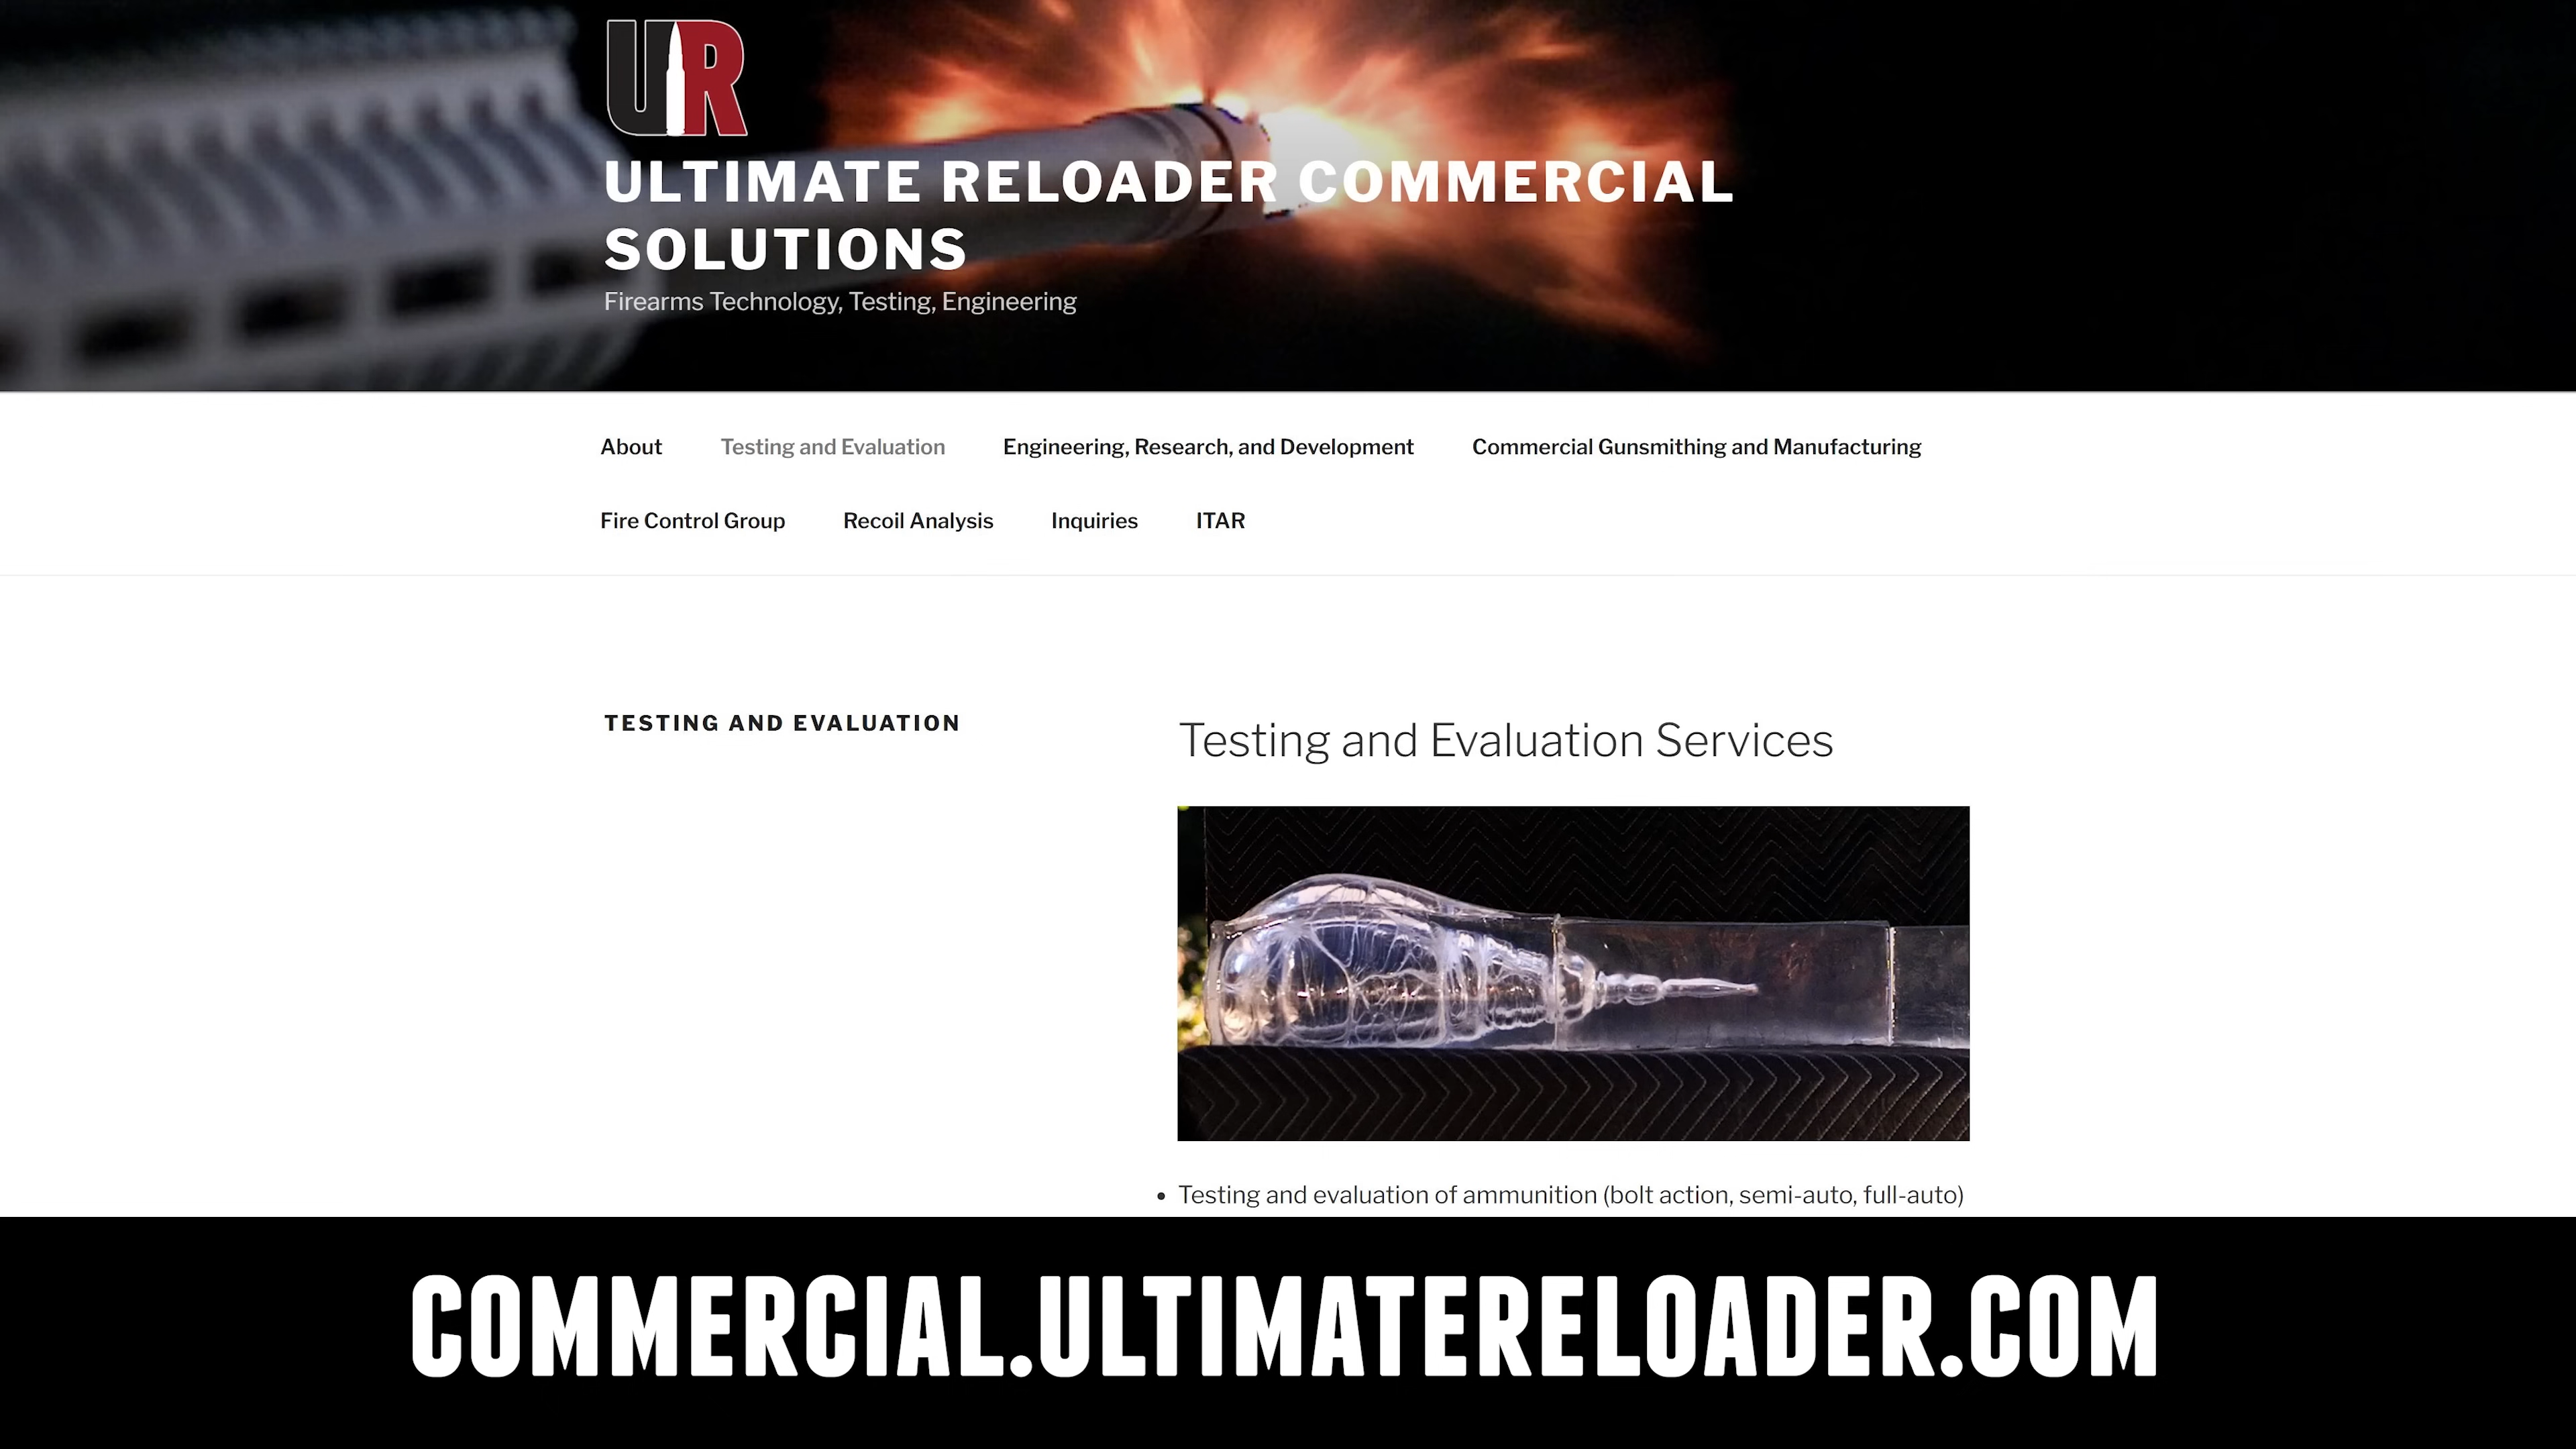 UR
ULTIMATE RELOADER COMMERCIAL
SOLUTIONS
Firearms Technology, Testing, Engineering
About Testing and Evaluation Engineering, Research, and Development Commercial Gunsmithing and Manufacturing
Fire Control Group Recoil Analysis Inquiries ITAR
TESTING AND EVALUATION
Testing and Evaluation Services
• Testing and evaluation of ammunition (bolt action, semi-auto, full-auto)
COMMERCIAL.ULTIMATERELOADER.COM